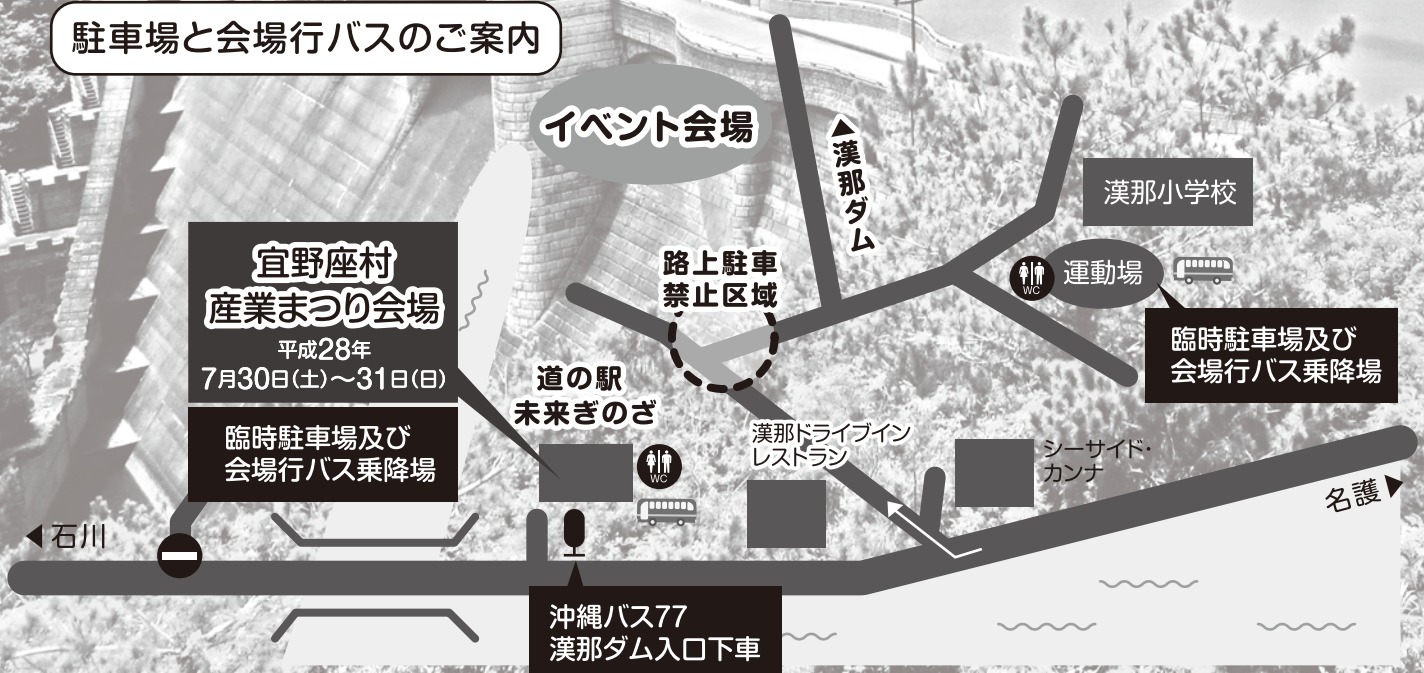 駐車場と会場行バスのご案内
イベント会場
▲漢那ダム
漢那小学校
宜野座村
産業まつり会場
平成28年
7月30日(土)〜31日(日)
臨時駐車場及び
会場行バス乗降場
路上駐車
禁止区域
WC
運動場
臨時駐車場及び
会場行バス乗降場
道の駅
未来ぎのざ
WC
漢那ドライブイン
レストラン
シーサイド・
カンナ
◀石川
名護▶
沖縄バス77
漢那ダム入口下車